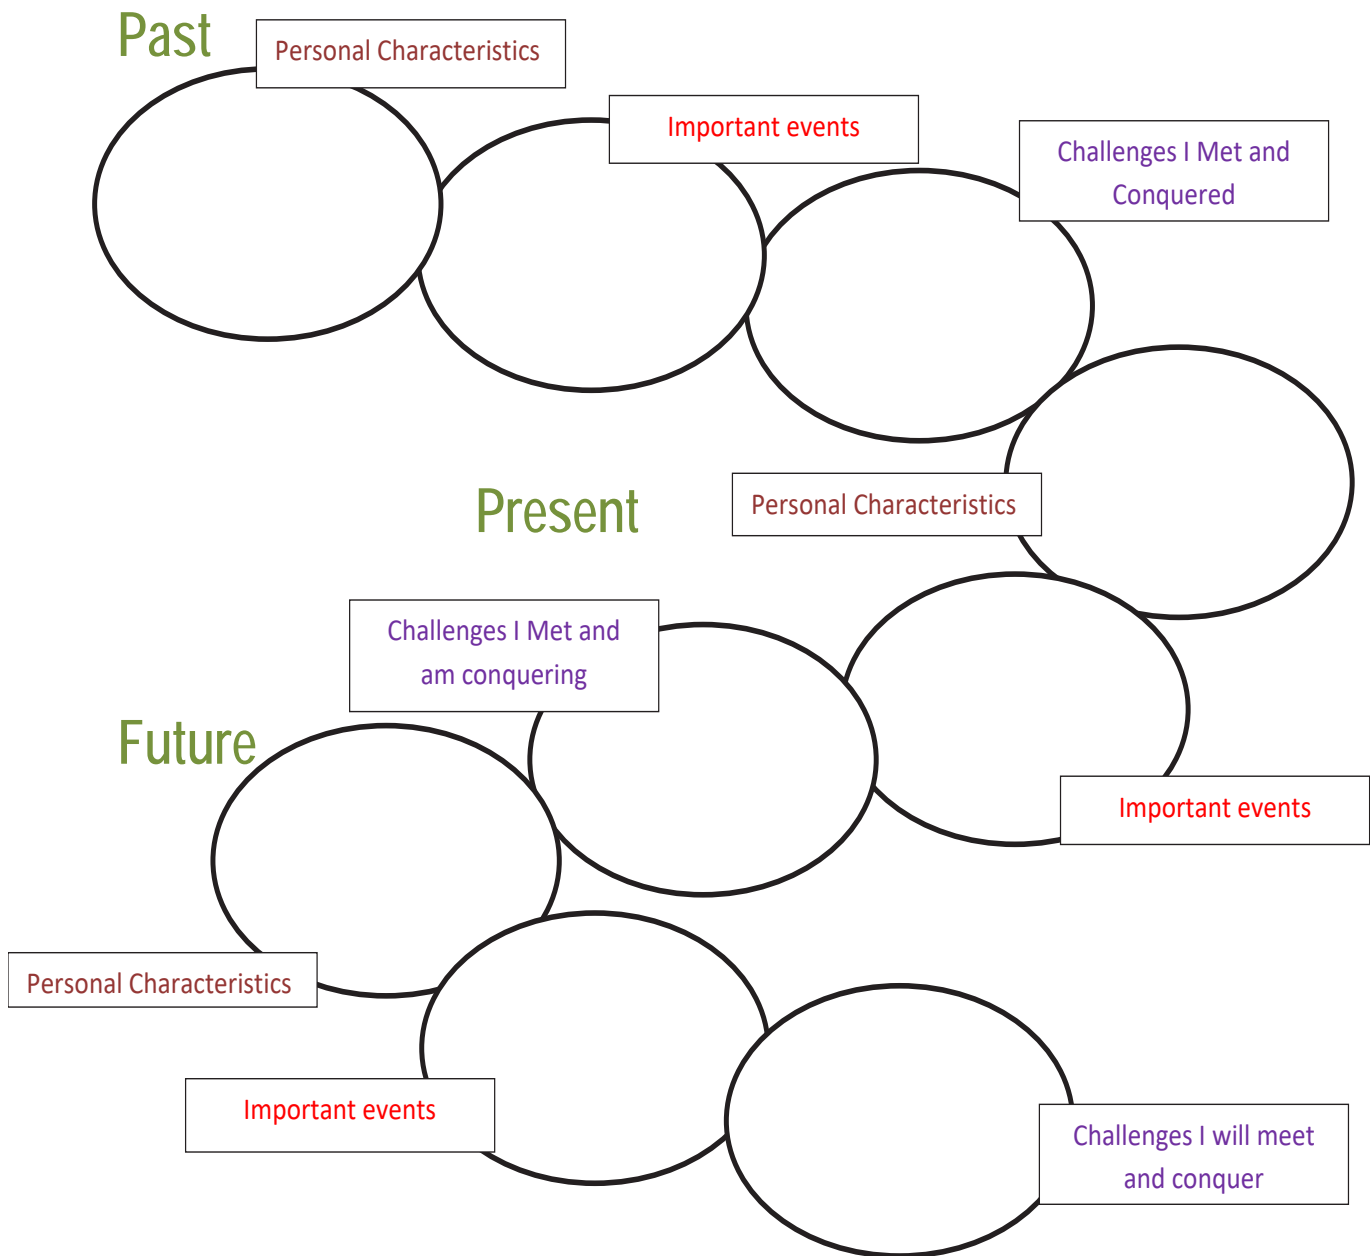 Past
Personal Characteristics
Important events
Challenges I Met and
Conquered
Present
Personal Characteristics
Challenges I Met and
am conquering
Future
Important events
Personal Characteristics
Important events
Challenges I will meet
and conquer